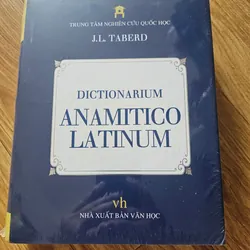 TRUNG TÂM NGHIÊN CỨU QUỐC HỌC
J.L. TABERD
DICTIONARIUM
ANAMITICO
LATINUM
vh
NHÀ XUẤT BẢN VĂN HỌC